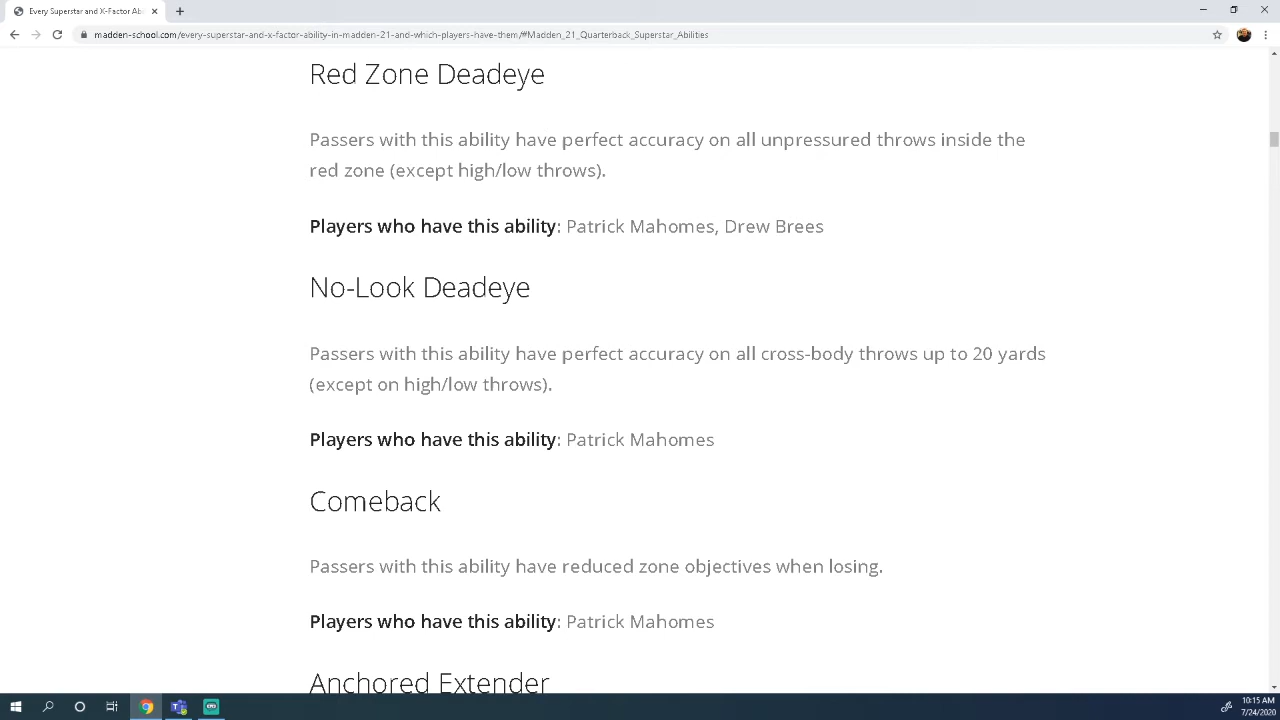 Every Superstar and X-Factor Abi
madden-school.com/every-superstar-and-x-factor-ability-in-madden-21-and-which-players-have-them/#Madden_21_Quarterback_Superstar_Abilities
Red Zone Deadeye
Passers with this ability have perfect accuracy on all unpressured throws inside the
red zone (except high/low throws).
Players who have this ability: Patrick Mahomes, Drew Brees
No-Look Deadeye
Passers with this ability have perfect accuracy on all cross-body throws up to 20 yards
(except on high/low throws).
Players who have this ability: Patrick Mahomes
Comeback
Passers with this ability have reduced zone objectives when losing.
Players who have this ability: Patrick Mahomes
Anchored Extender
10:15 AM
7/24/2020